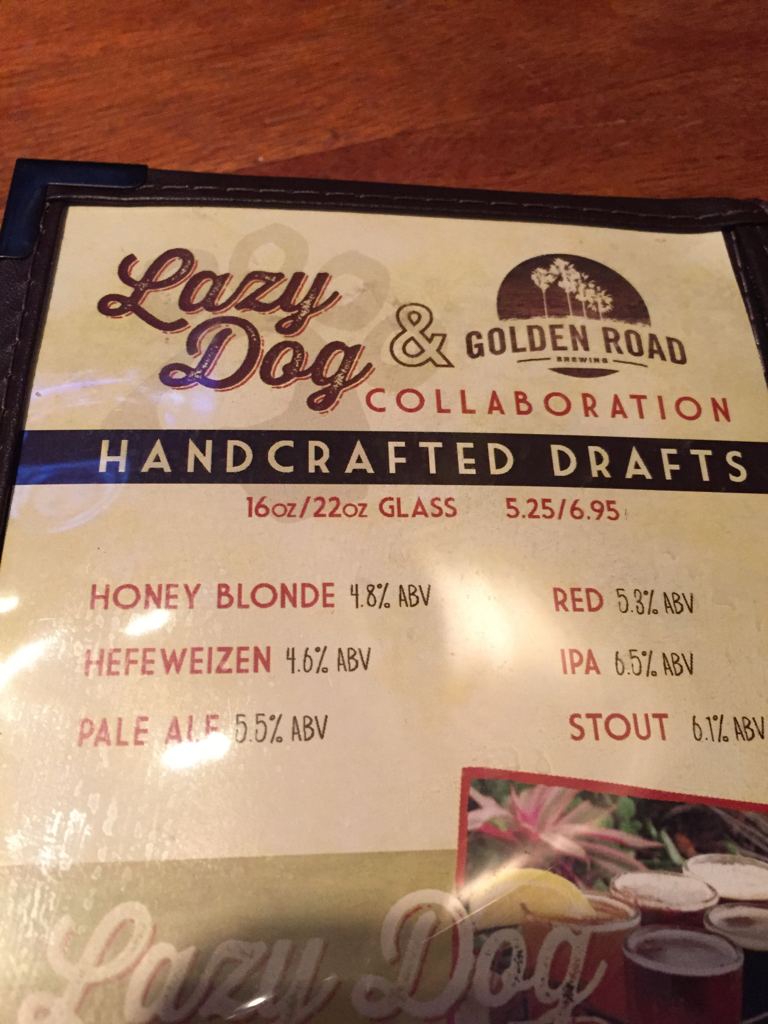 Lazy Dog & GOLDEN ROAD
BREWING
COLLABORATION
HANDCRAFTED DRAFTS
16oz/22oz GLASS 5.25/6.95
HONEY BLONDE 4.8% ABV
RED 5.3% ABV
HEFEWEIZEN 4.6% ABV
IPA 6.5% ABV
PALE ALE 5.5% ABV
STOUT 6.1% ABV
Lazy Dog